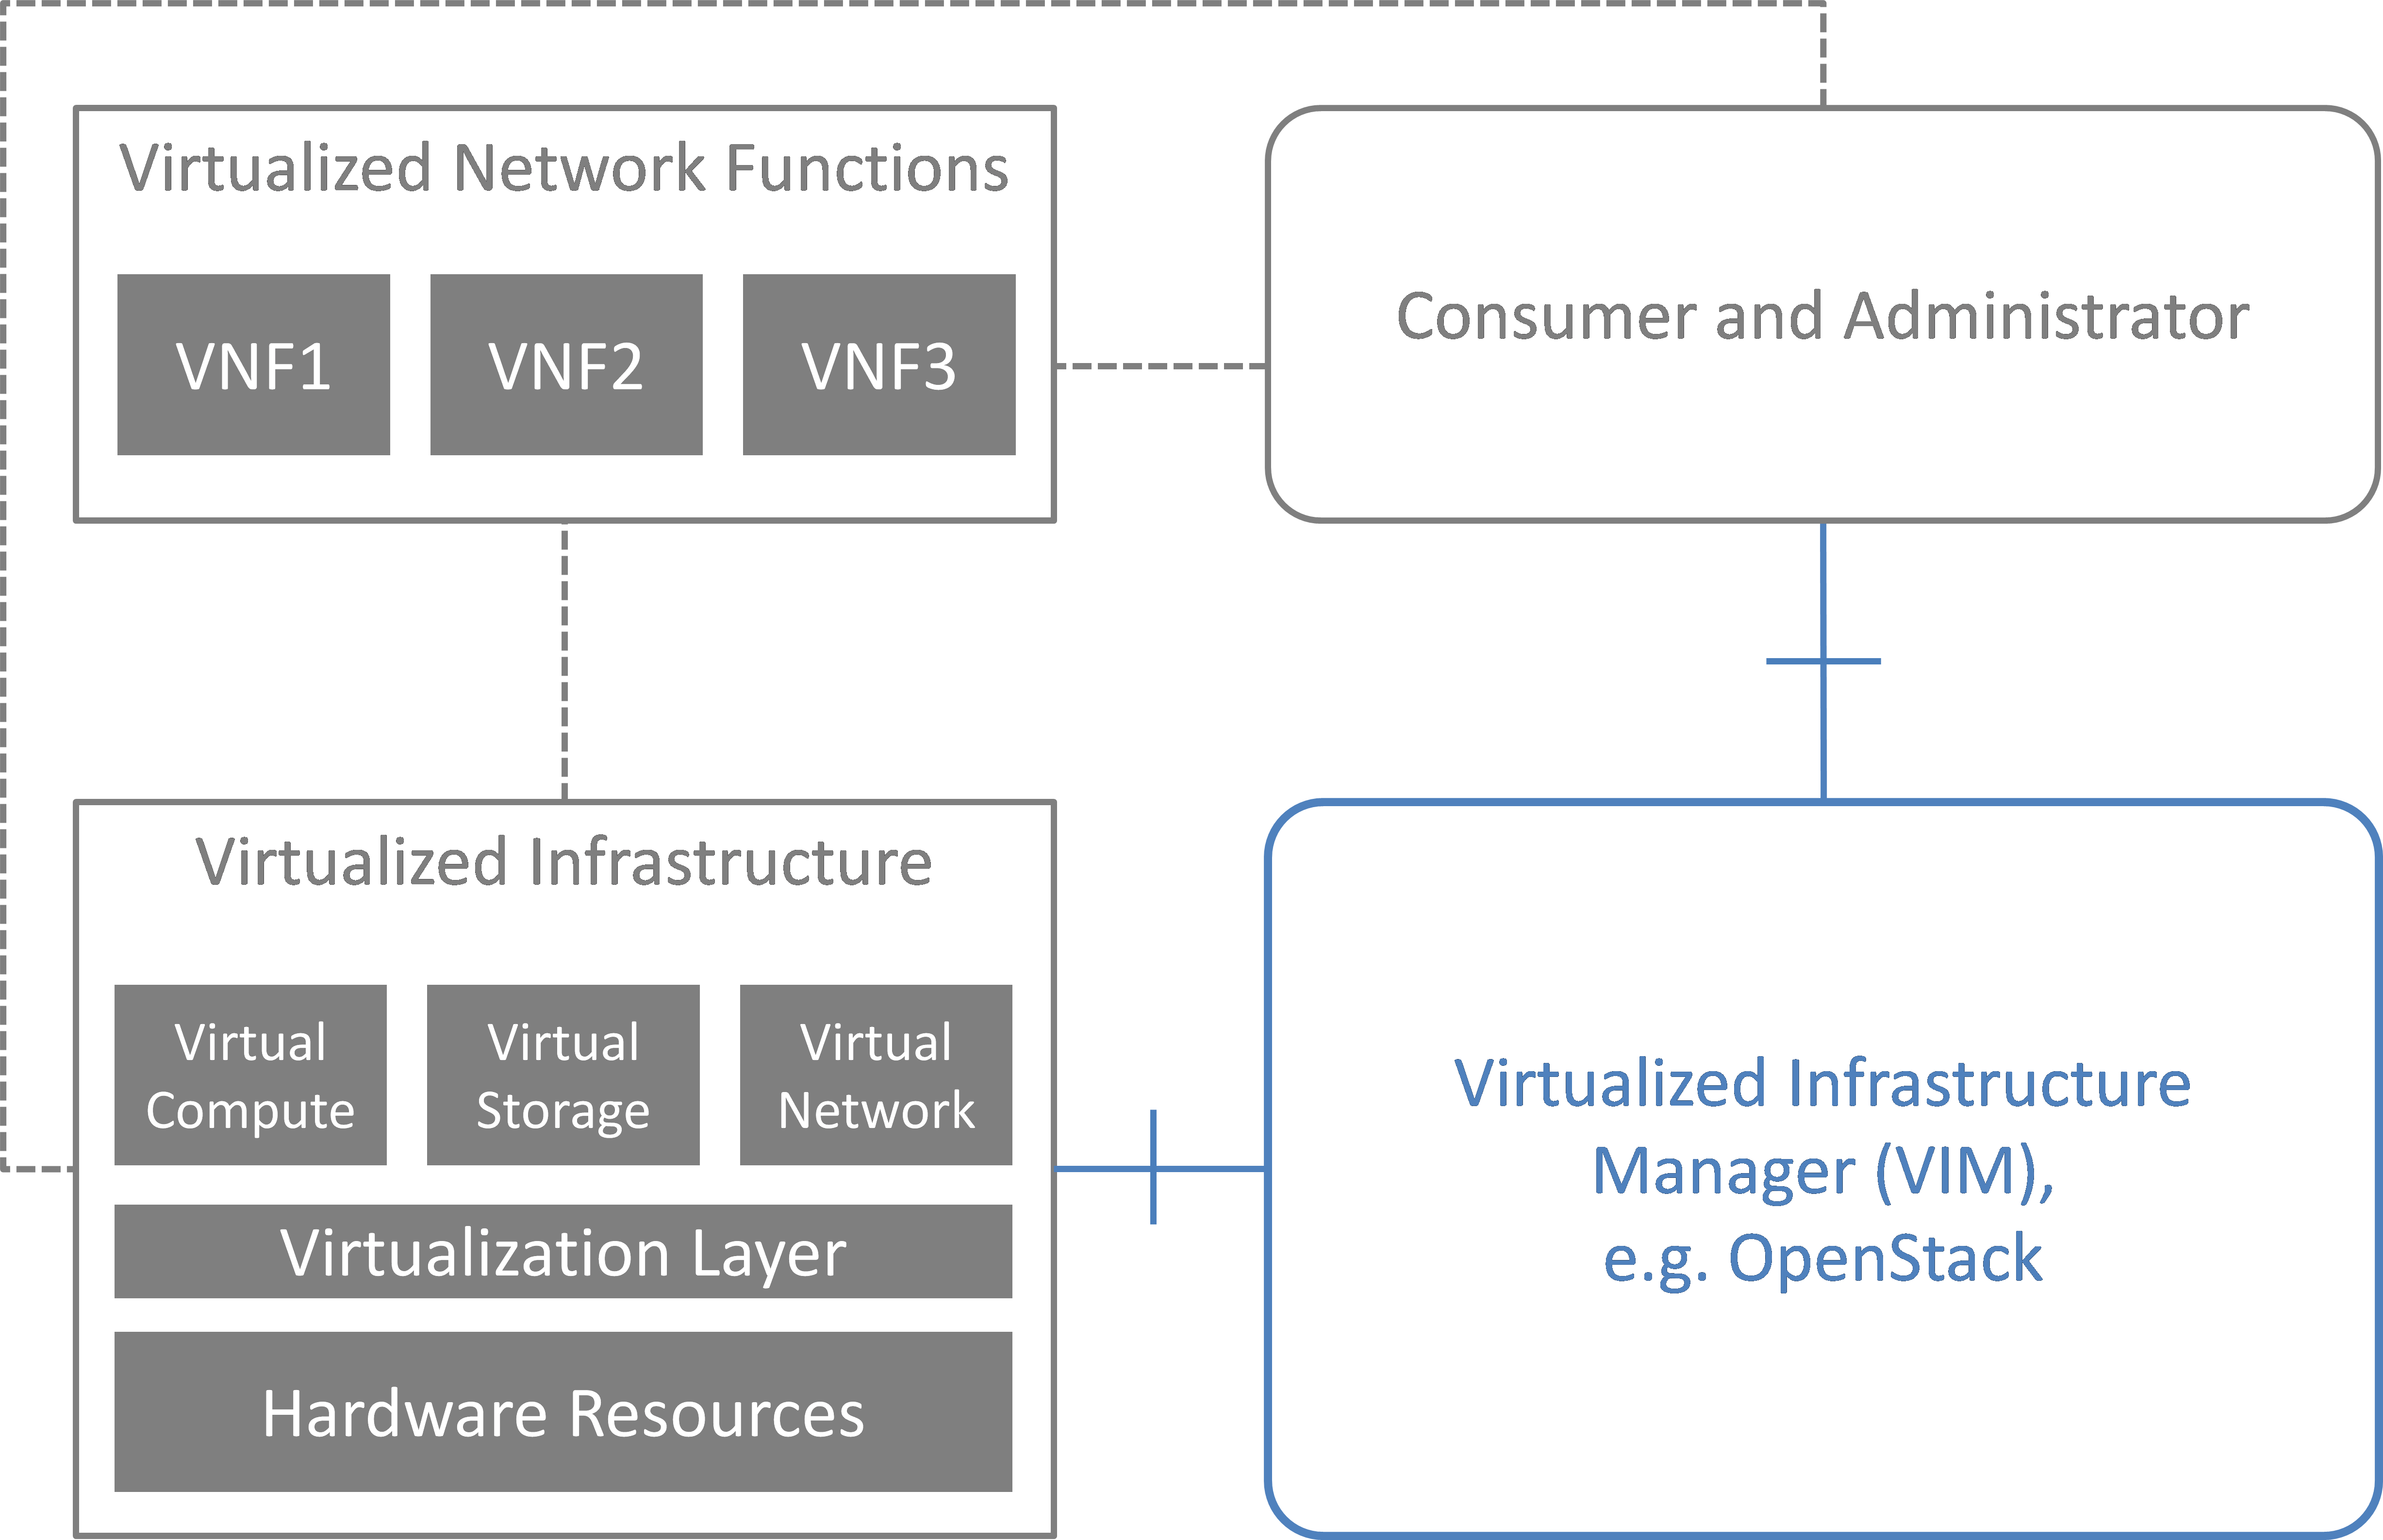 Virtualized Network Functions
VNF1
VNF2
VNF3
Consumer and Administrator
Virtualized Infrastructure
Virtual
Compute
Virtual
Storage
Virtual
Network
Virtualization Layer
Hardware Resources
Virtualized Infrastructure
Manager (VIM),
e.g. OpenStack